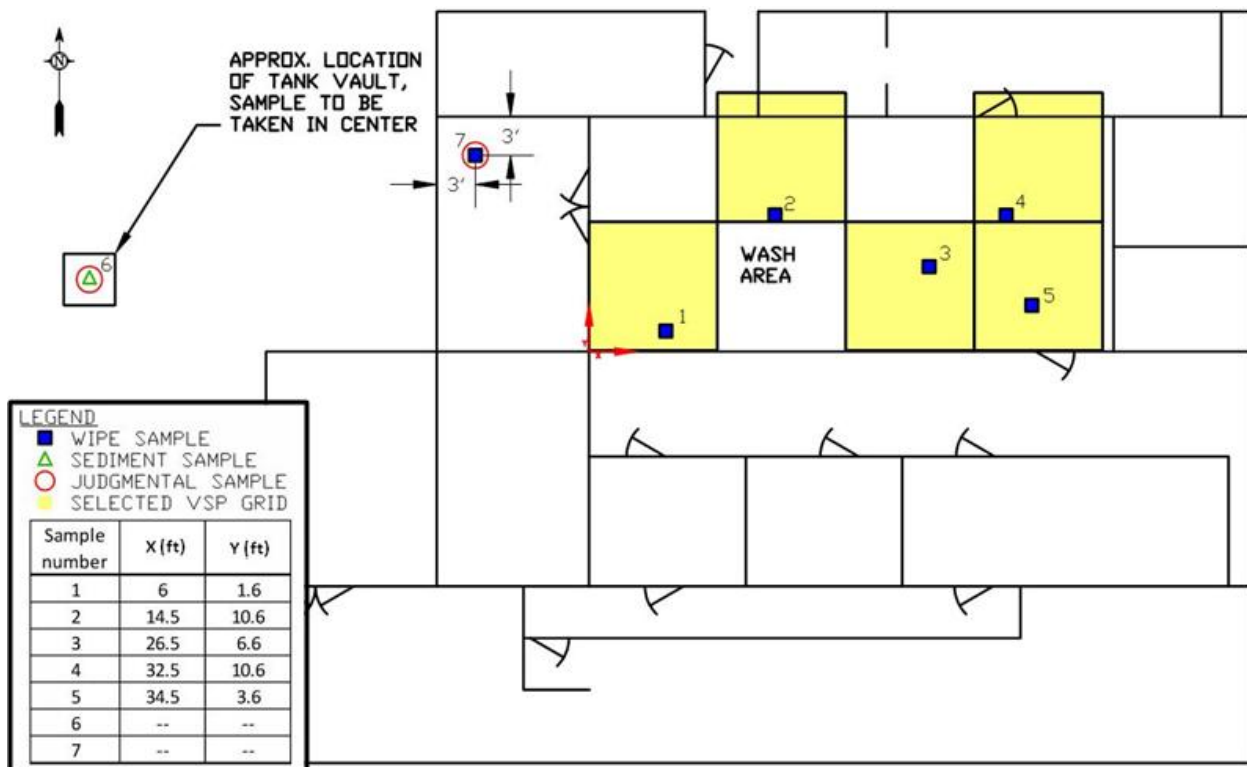 N
APPROX. LOCATION
OF TANK VAULT,
SAMPLE TO BE
TAKEN IN CENTER
7
3'
3'
2
4
6
WASH
AREA
3
5
1
Y
X
LEGEND
WIPE SAMPLE
SEDIMENT SAMPLE
JUDGMENTAL SAMPLE
SELECTED VSP GRID
Sample number X (ft) Y (ft)
1 6 1.6
2 14.5 10.6
3 26.5 6.6
4 32.5 10.6
5 34.5 3.6
6 -- --
7 -- --